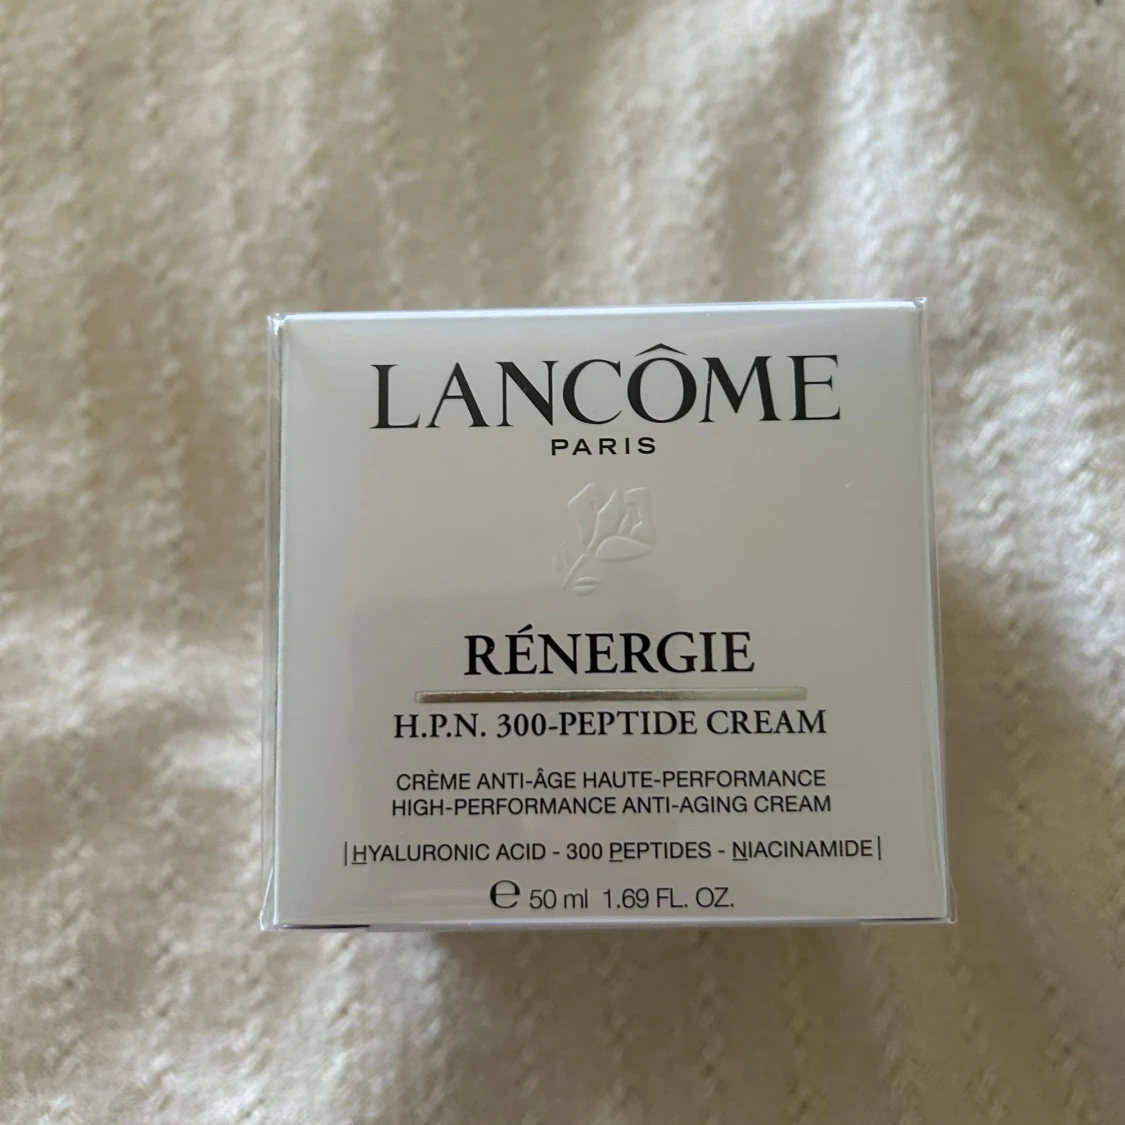 LANCÔME
PARIS
RÉNERGIE
H.P.N. 300-PEPTIDE CREAM
CRÈME ANTI-ÂGE HAUTE-PERFORMANCE
HIGH-PERFORMANCE ANTI-AGING CREAM
|HYALURONIC ACID - 300 PEPTIDES - NIACINAMIDE|
℮ 50 ml 1.69 FL. OZ.